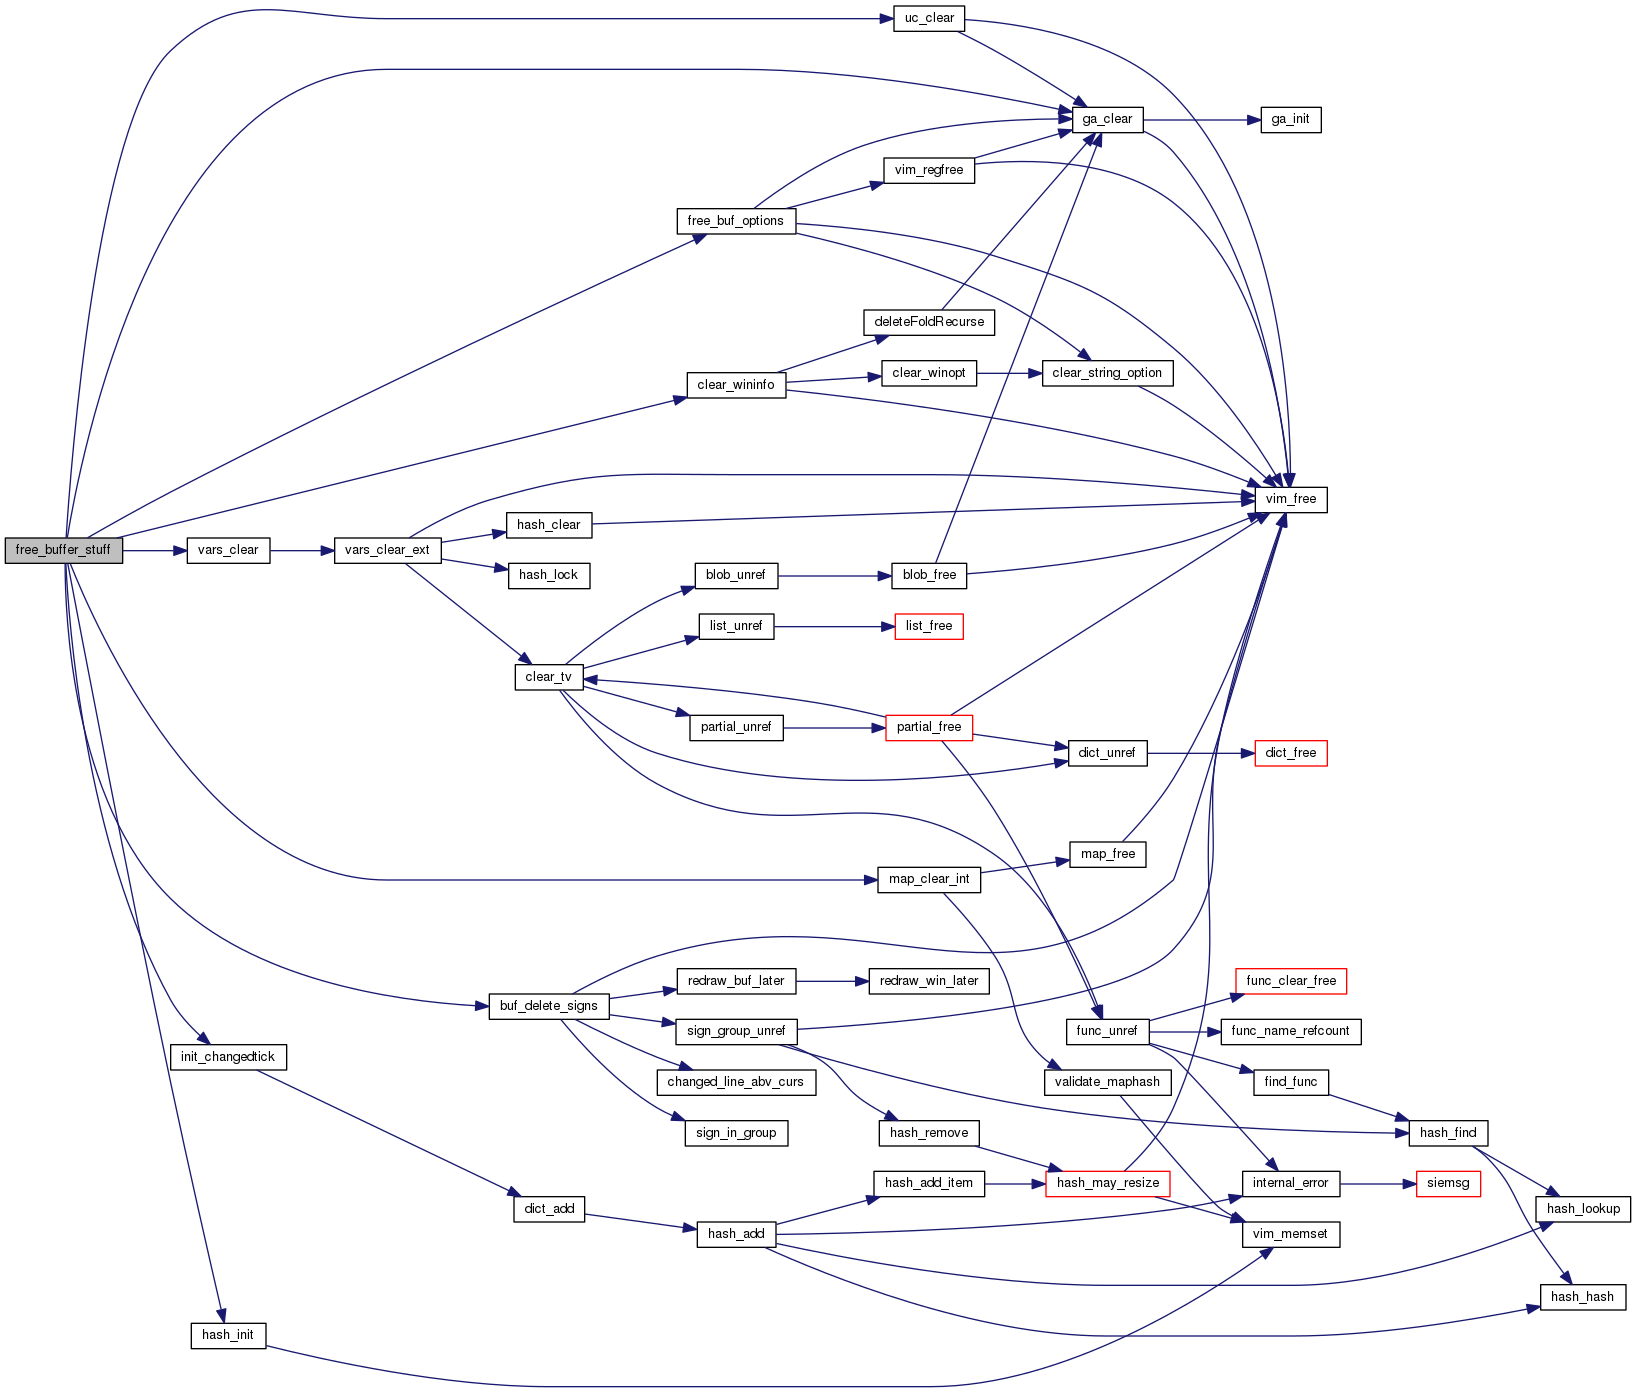 uc_clear
ga_clear
ga_init
vim_regfree
free_buf_options
deleteFoldRecurse
clear_wininfo
clear_winopt
clear_string_option
vim_free
hash_clear
free_buffer_stuff
vars_clear
vars_clear_ext
hash_lock
blob_unref
blob_free
list_unref
list_free
clear_tv
partial_unref
partial_free
dict_unref
dict_free
map_free
map_clear_int
redraw_buf_later
redraw_win_later
func_clear_free
buf_delete_signs
sign_group_unref
func_unref
func_name_refcount
init_changedtick
changed_line_abv_curs
validate_maphash
find_func
sign_in_group
hash_remove
hash_find
hash_add_item
hash_may_resize
internal_error
siemsg
dict_add
hash_lookup
hash_add
vim_memset
hash_hash
hash_init